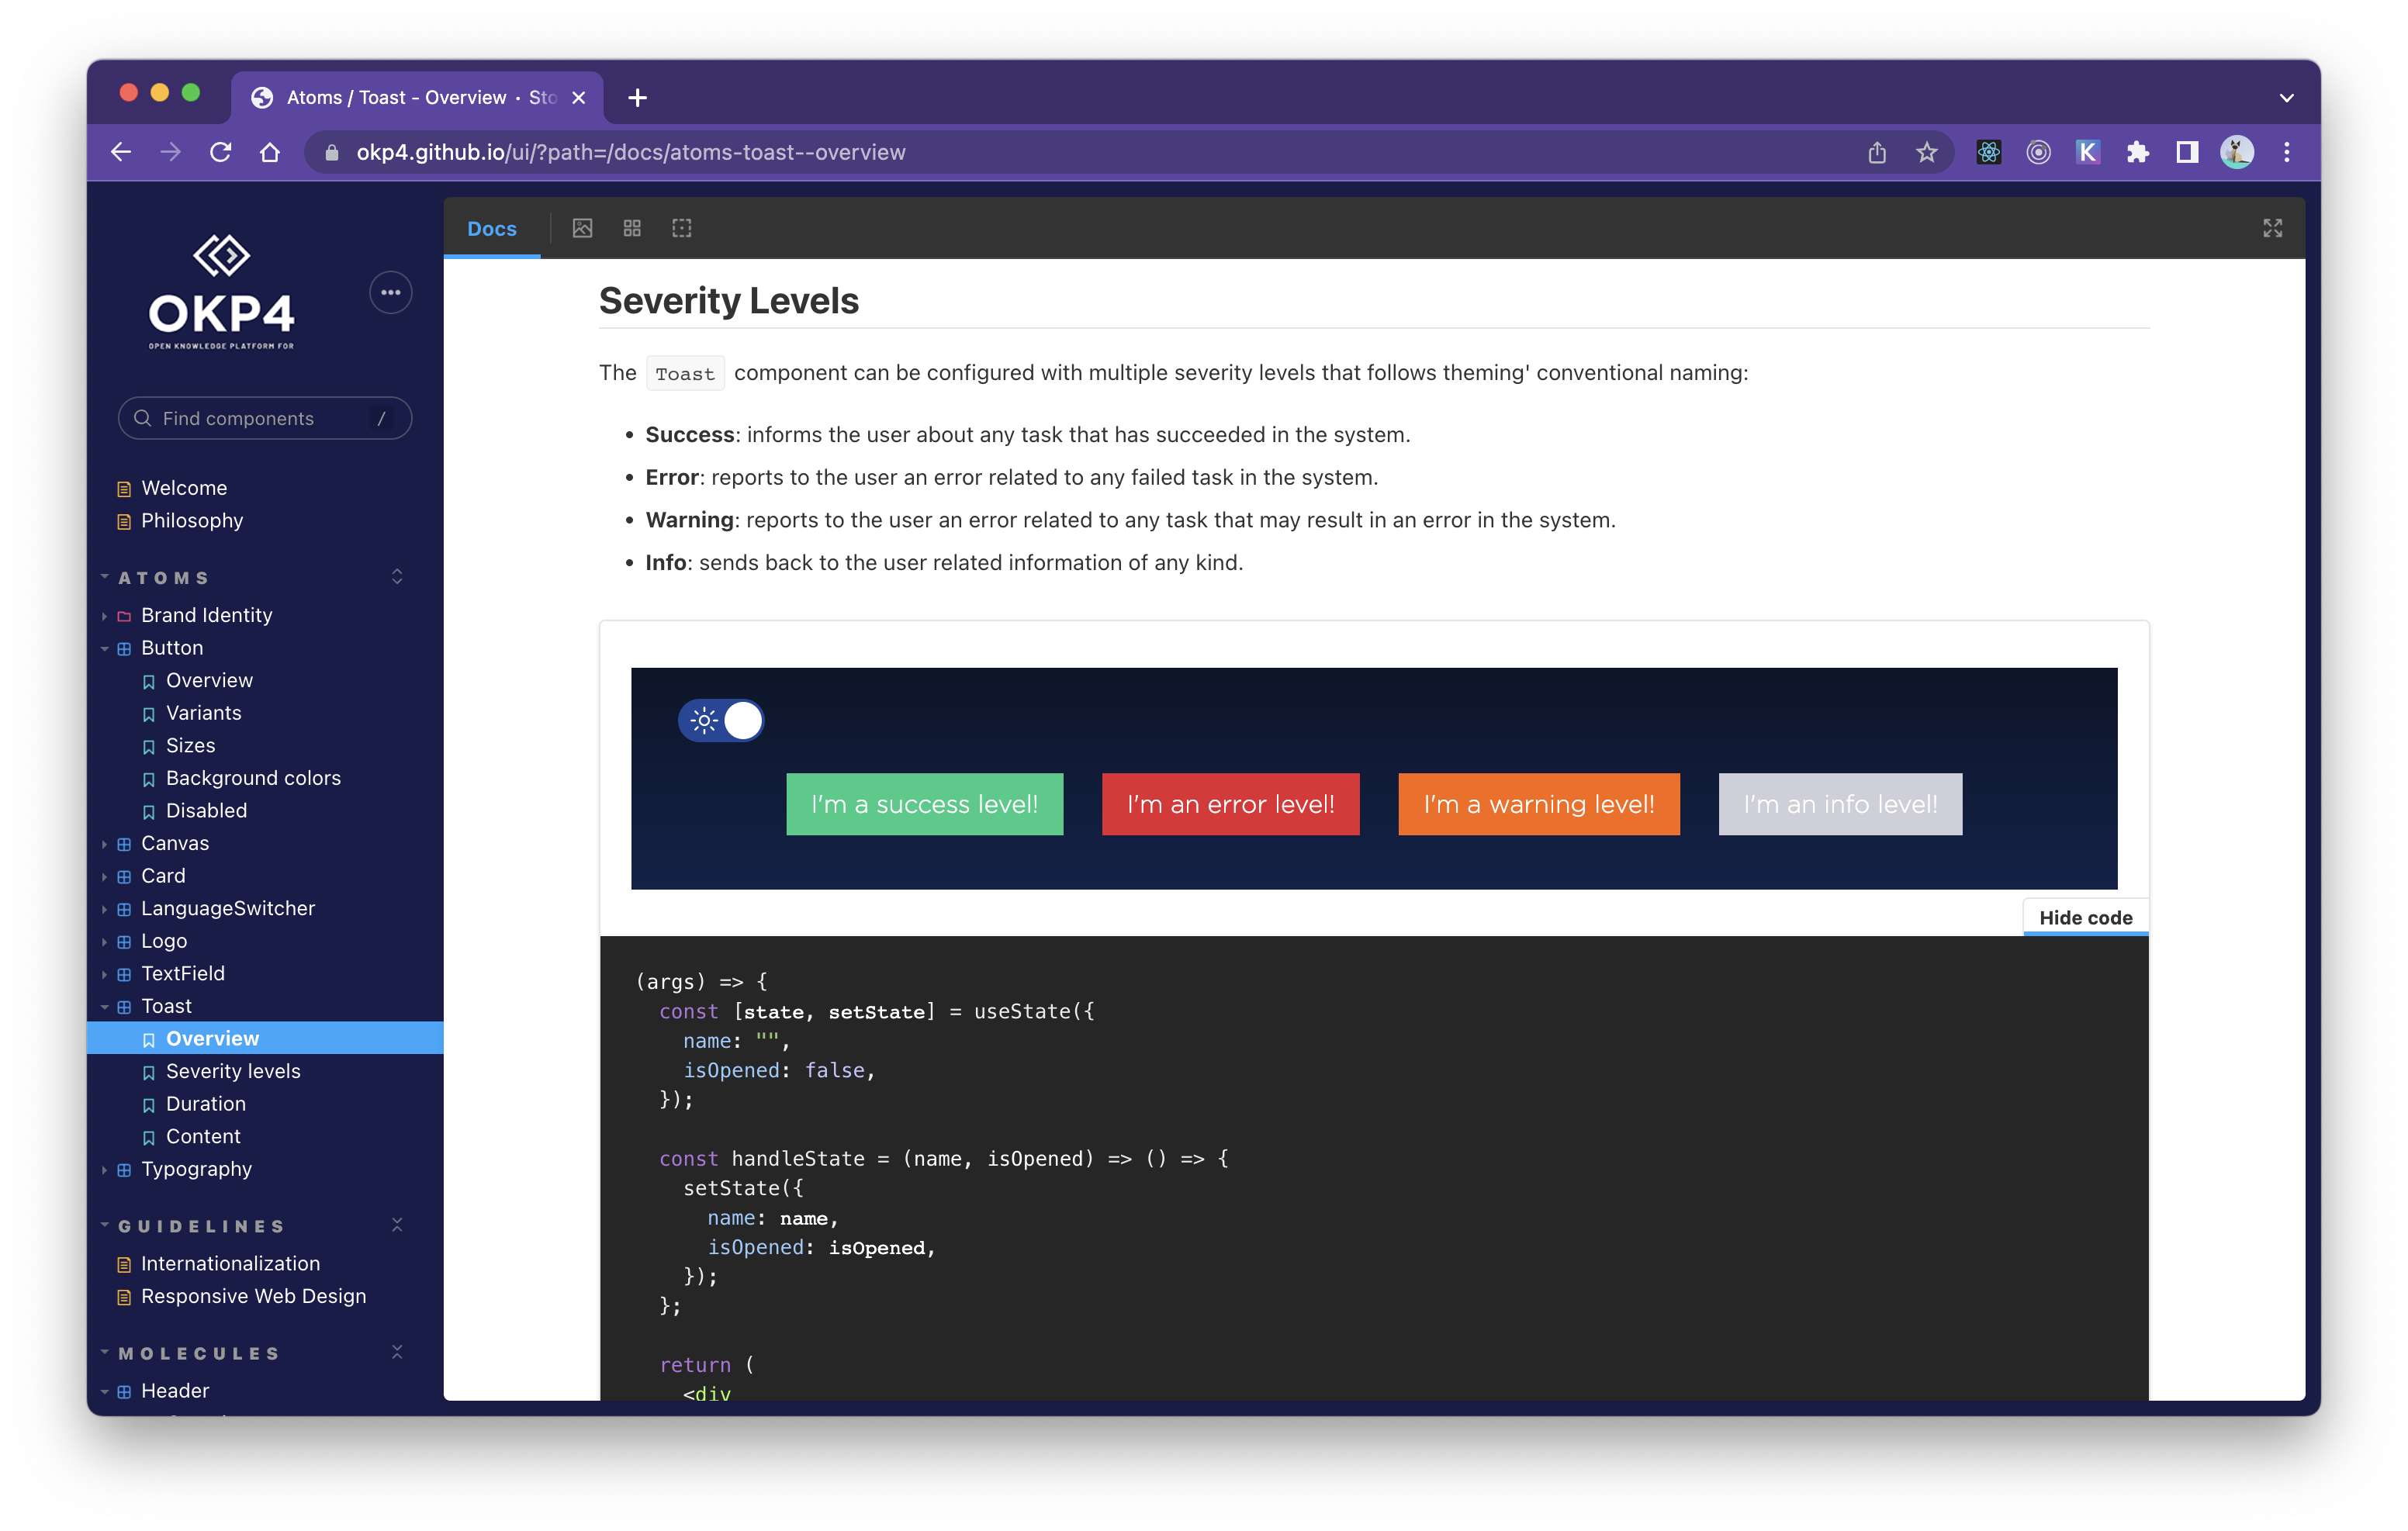 Atoms / Toast - Overview · Sto
okp4.github.io/ui/?path=/docs/atoms-toast--overview
K
OKP4
OPEN KNOWLEDGE PLATFORM FOR
Find components /
Welcome
Philosophy
ATOMS
Brand Identity
Button
Overview
Variants
Sizes
Background colors
Disabled
Canvas
Card
LanguageSwitcher
Logo
TextField
Toast
Overview
Severity levels
Duration
Content
Typography
GUIDELINES
Internationalization
Responsive Web Design
MOLECULES
Header
Docs
Severity Levels
The Toast component can be configured with multiple severity levels that follows theming' conventional naming:
• Success: informs the user about any task that has succeeded in the system.
• Error: reports to the user an error related to any failed task in the system.
• Warning: reports to the user an error related to any task that may result in an error in the system.
• Info: sends back to the user related information of any kind.
I'm a success level! I'm an error level! I'm a warning level! I'm an info level!
Hide code
(args) => {
  const [state, setState] = useState({
    name: "",
    isOpened: false,
  });
  const handleState = (name, isOpened) => () => {
    setState({
      name: name,
      isOpened: isOpened,
    });
  };
  return (
    <div